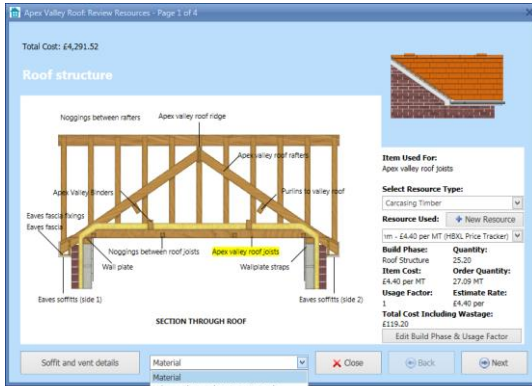 Apex Valley Roof: Review Resources - Page 1 of 4
Total Cost: £4,291.52
Roof structure
Noggings between rafters
Apex valley roof ridge
Apex valley roof rafters
Apex Valley Binders
Purlins to valley roof
Eaves fascia fixings
Eaves fascia
Noggings between roof joists
Apex valley roof joists
Wall plate
Wallplate straps
Eaves soffitts (side 1)
Eaves soffitts (side 2)
SECTION THROUGH ROOF
Item Used For:
Apex valley roof joists
Select Resource Type:
Carcasing Timber
Resource Used:
New Resource
m - £4.40 per MT (HBXL Price Tracker)
Build Phase: Quantity:
Roof Structure 25.20
Item Cost: Order Quantity:
£4.40 per MT 27.09 MT
Usage Factor: Estimate Rate:
1 £4.40 per
Total Cost Including Wastage:
£119.20
Edit Build Phase & Usage Factor
Soffit and vent details
Material
Close
Back
Next
Material